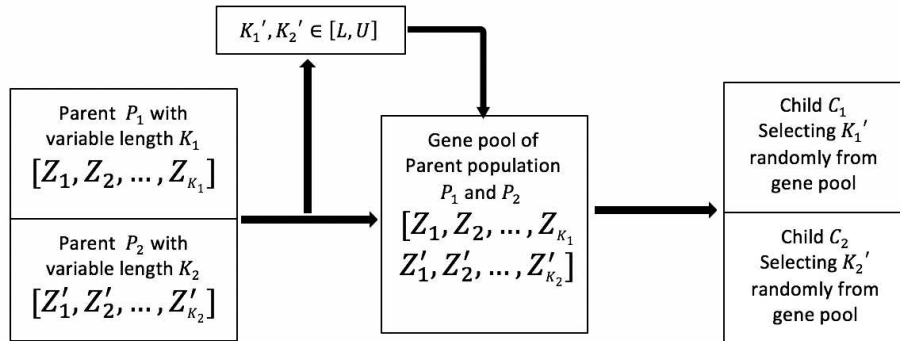 K₁′, K₂′ ∈ [L, U]
Parent P₁ with
variable length K₁
[Z₁, Z₂, ..., Z_K₁]
Parent P₂ with
variable length K₂
[Z′₁, Z′₂, ..., Z′_K₂]
Gene pool of
Parent population
P₁ and P₂
[Z₁, Z₂, ..., Z_K₁
Z′₁, Z′₂, ..., Z′_K₂]
Child C₁
Selecting K₁′
randomly from
gene pool
Child C₂
Selecting K₂′
randomly from
gene pool